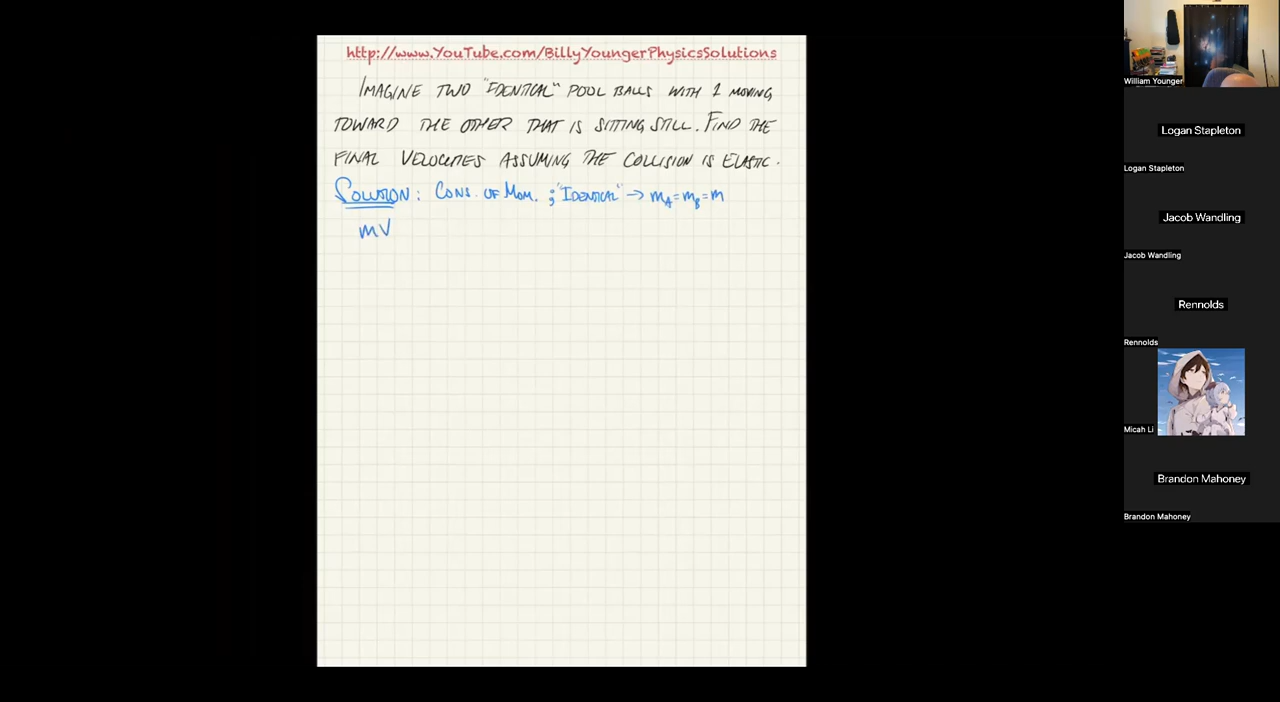 http://www.YouTube.com/BillyYoungerPhysicsSolutions
IMAGINE TWO "IDENTICAL" POOL BALLS WITH 1 MOVING
TOWARD THE OTHER THAT IS SITTING STILL. FIND THE
FINAL VELOCITIES ASSUMING THE COLLISION IS ELASTIC.
SOLUTION: CONS. OF MOM. ; "IDENTICAL" → m_A = m_B = m
mV
William Younger
Logan Stapleton
Logan Stapleton
Jacob Wandling
Jacob Wandling
Rennolds
Rennolds
Micah Li
Brandon Mahoney
Brandon Mahoney